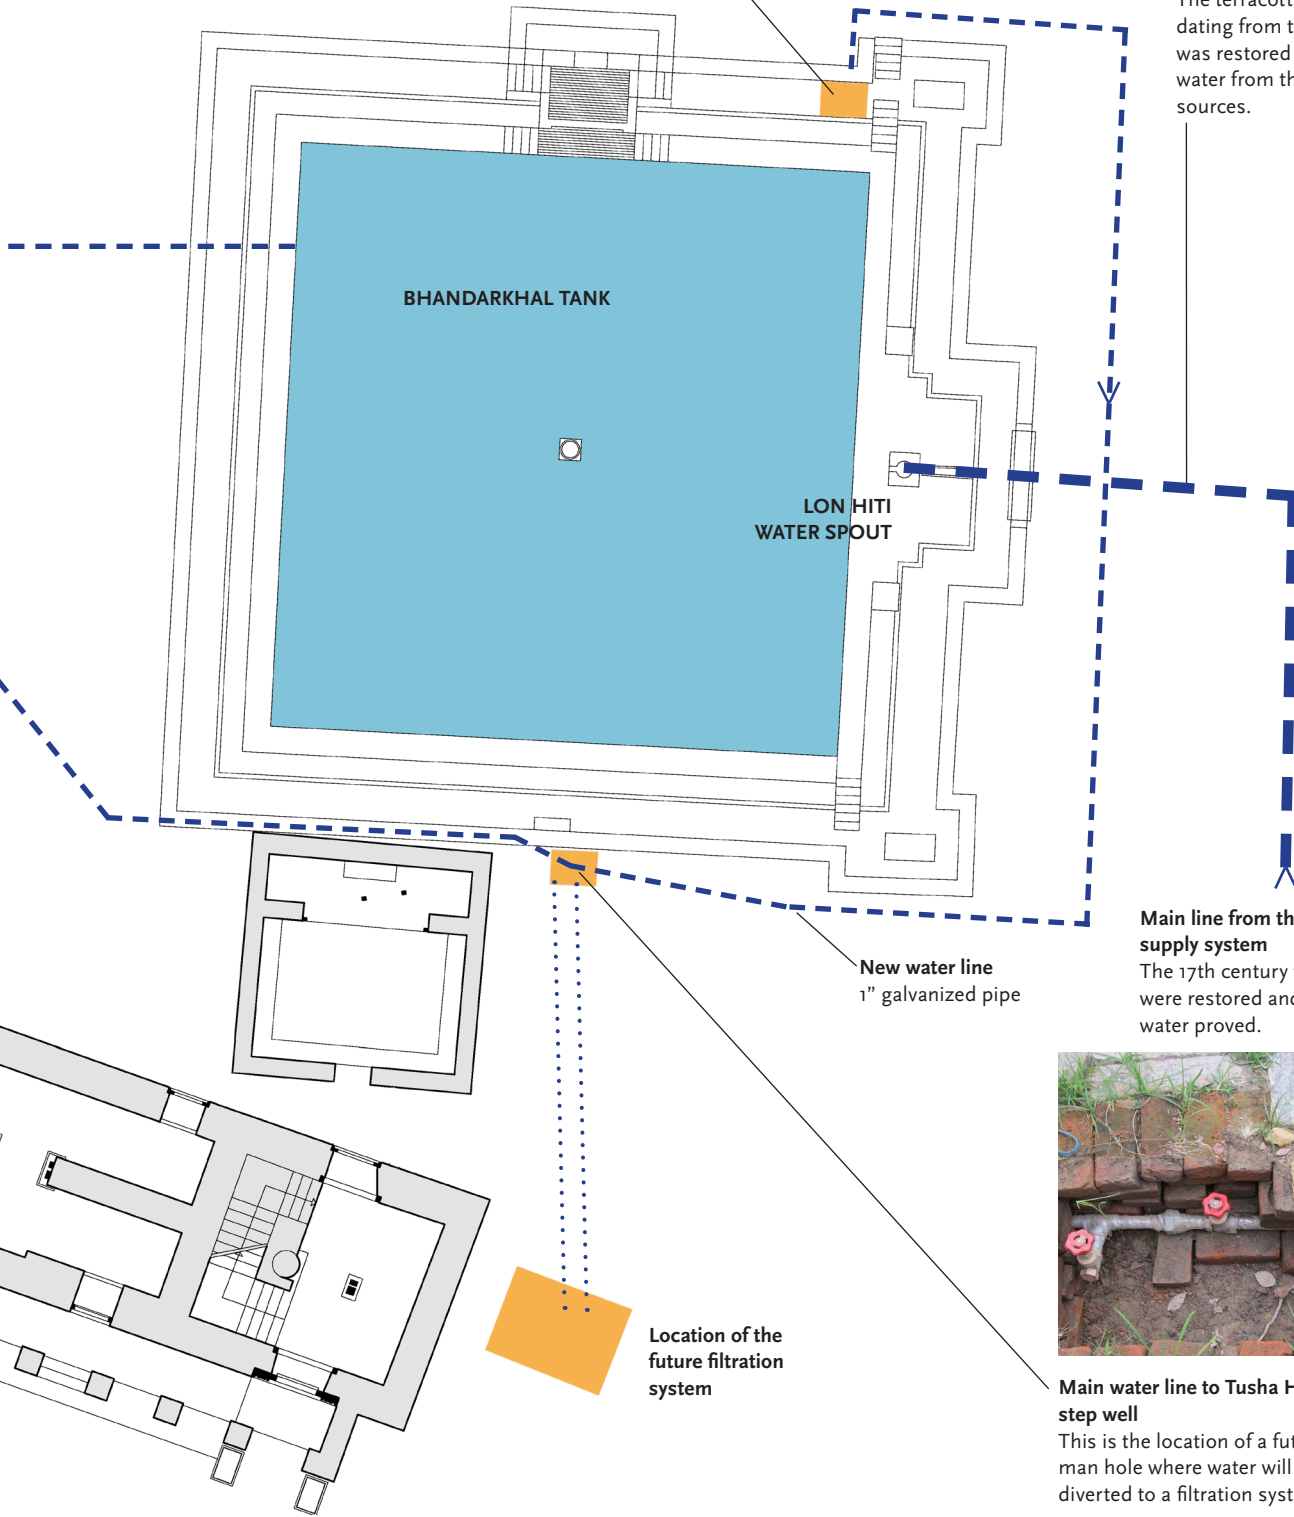 The terracott
dating from t
was restored
water from th
sources.
BHANDARKHAL TANK
LON HITI
WATER SPOUT
New water line
1” galvanized pipe
Main line from th
supply system
The 17th century
were restored and
water proved.
Location of the
future filtration
system
Main water line to Tusha H
step well
This is the location of a fut
man hole where water will
diverted to a filtration syst